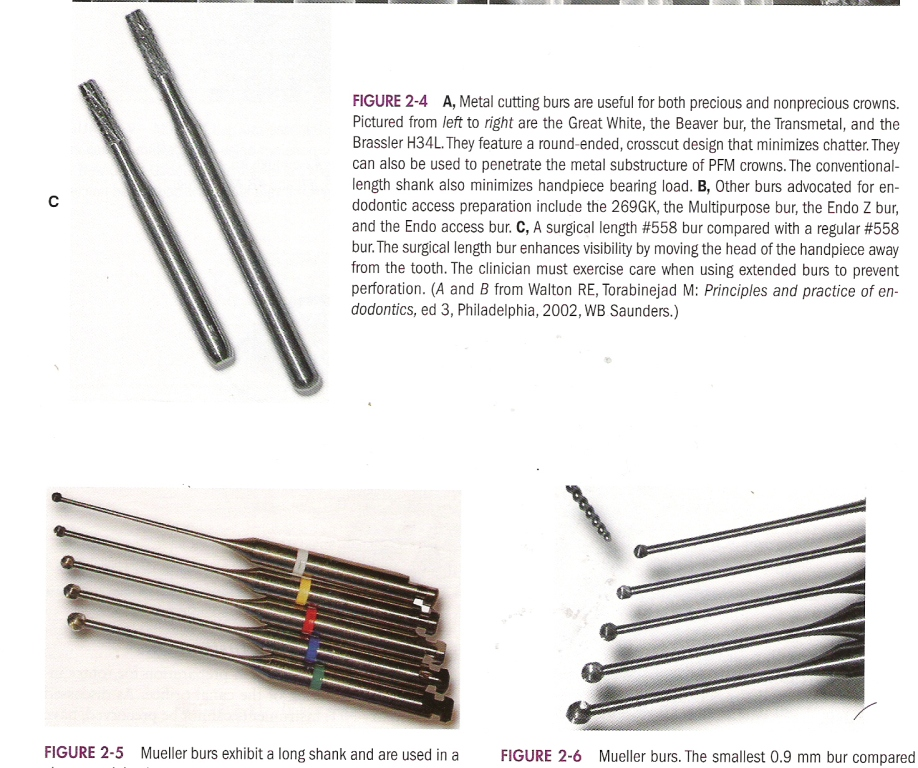 C
FIGURE 2-4 A, Metal cutting burs are useful for both precious and nonprecious crowns.
Pictured from left to right are the Great White, the Beaver bur, the Transmetal, and the
Brassler H34L. They feature a round-ended, crosscut design that minimizes chatter. They
can also be used to penetrate the metal substructure of PFM crowns. The conventional-
length shank also minimizes handpiece bearing load. B, Other burs advocated for en-
dodontic access preparation include the 269GK, the Multipurpose bur, the Endo Z bur,
and the Endo access bur. C, A surgical length #558 bur compared with a regular #558
bur. The surgical length bur enhances visibility by moving the head of the handpiece away
from the tooth. The clinician must exercise care when using extended burs to prevent
perforation. (A and B from Walton RE, Torabinejad M: Principles and practice of en-
dodontics, ed 3, Philadelphia, 2002, WB Saunders.)
FIGURE 2-5 Mueller burs exhibit a long shank and are used in a
FIGURE 2-6 Mueller burs. The smallest 0.9 mm bur compared